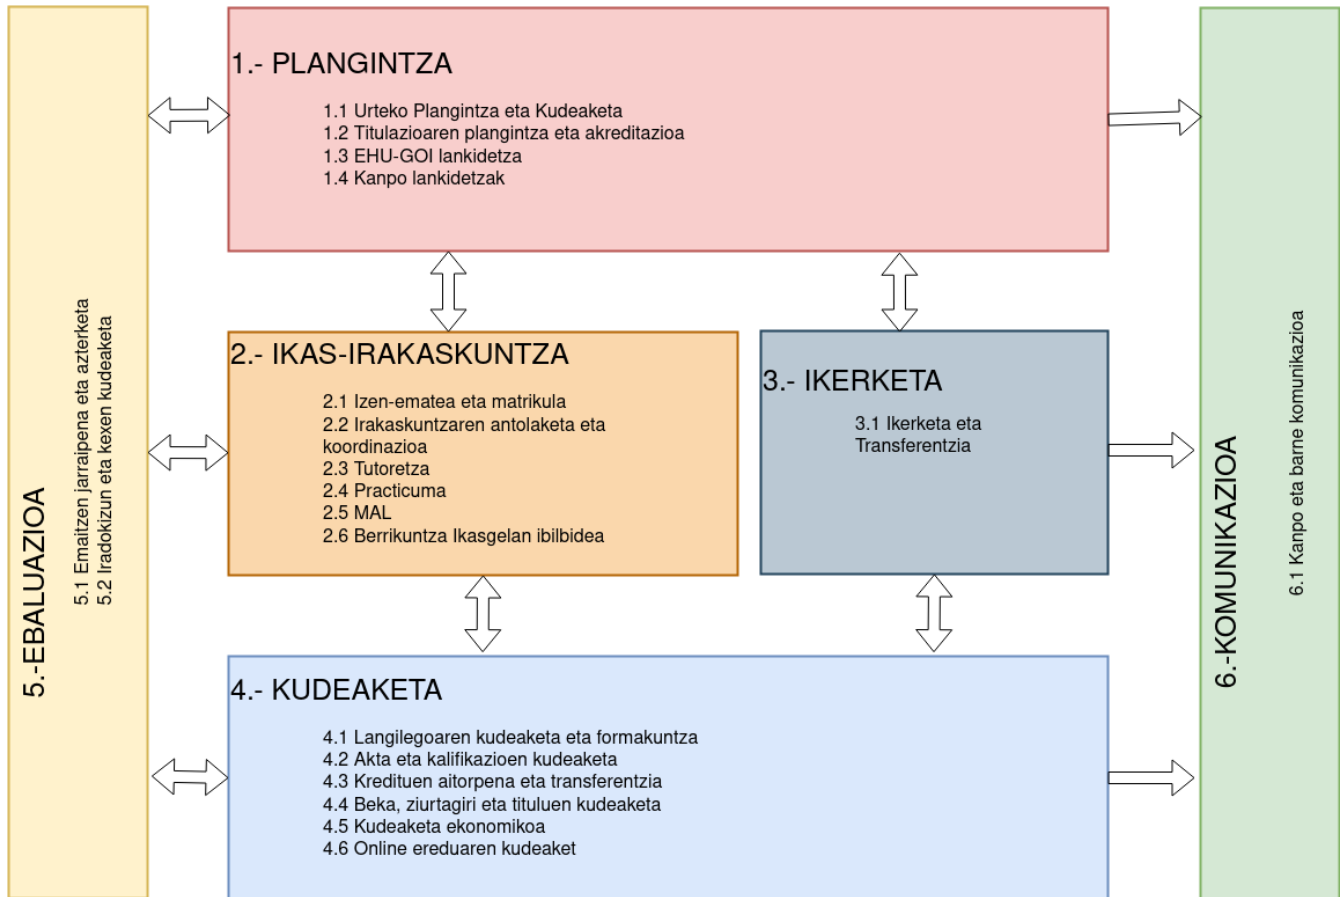 1.- PLANGINTZA
1.1 Urteko Plangintza eta Kudeaketa
1.2 Titulazioaren plangintza eta akreditazioa
1.3 EHU-GOI lankidetza
1.4 Kanpo lankidetzak
2.- IKAS-IRAKASKUNTZA
2.1 Izen-ematea eta matrikula
2.2 Irakaskuntzaren antolaketa eta
koordinazioa
2.3 Tutoretza
2.4 Practicuma
2.5 MAL
2.6 Berrikuntza Ikasgelan ibilbidea
3.- IKERKETA
3.1 Ikerketa eta
Transferentzia
4.- KUDEAKETA
4.1 Langilegoaren kudeaketa eta formakuntza
4.2 Akta eta kalifikazioen kudeaketa
4.3 Kredituen aitorpena eta transferentzia
4.4 Beka, ziurtagiri eta tituluen kudeaketa
4.5 Kudeaketa ekonomikoa
4.6 Online ereduaren kudeaket
5.-EBALUAZIOA
5.1 Emaitzen jarraipena eta azterketa
5.2 Iradokizun eta kexen kudeaketa
6.-KOMUNIKAZIOA
6.1 Kanpo eta barne komunikazioa